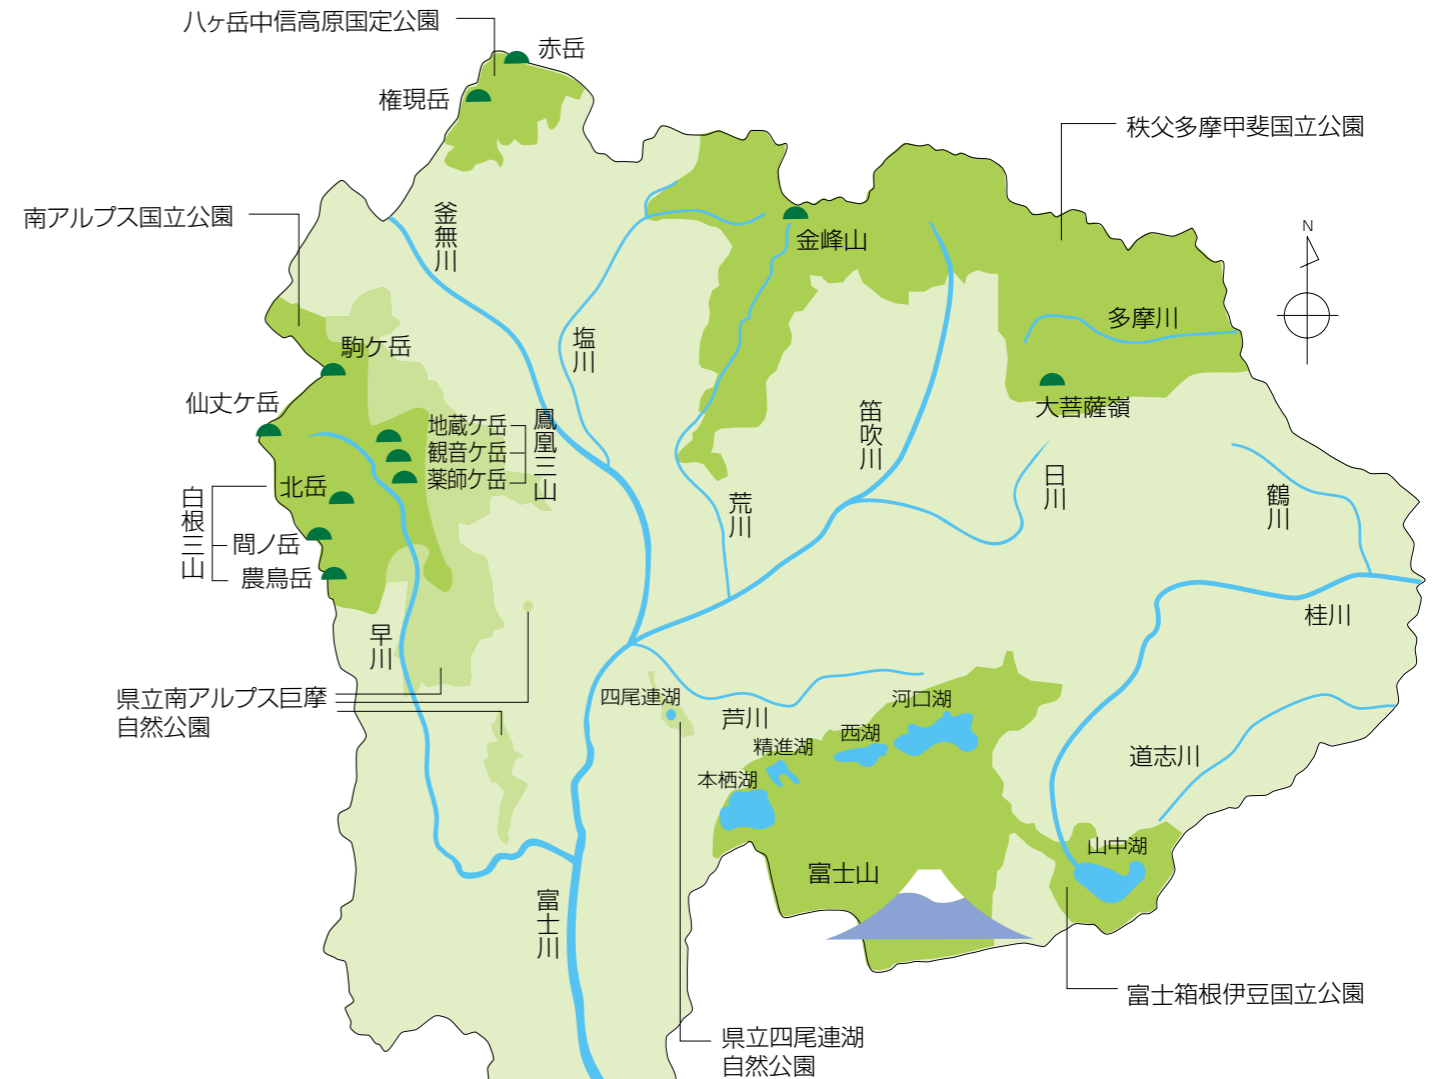 八ヶ岳中信高原国定公園
赤岳
権現岳
秩父多摩甲斐国立公園
南アルプス国立公園
釜無川
金峰山
N
多摩川
塩川
駒ケ岳
仙丈ケ岳
大菩薩嶺
地蔵ケ岳
観音ケ岳
薬師ケ岳
鳳凰三山
笛吹川
日川
鶴川
荒川
白根三山
北岳
間ノ岳
農鳥岳
桂川
早川
県立南アルプス巨摩
自然公園
四尾連湖
芦川
河口湖
西湖
精進湖
本栖湖
道志川
山中湖
富士山
富士川
富士箱根伊豆国立公園
県立四尾連湖
自然公園